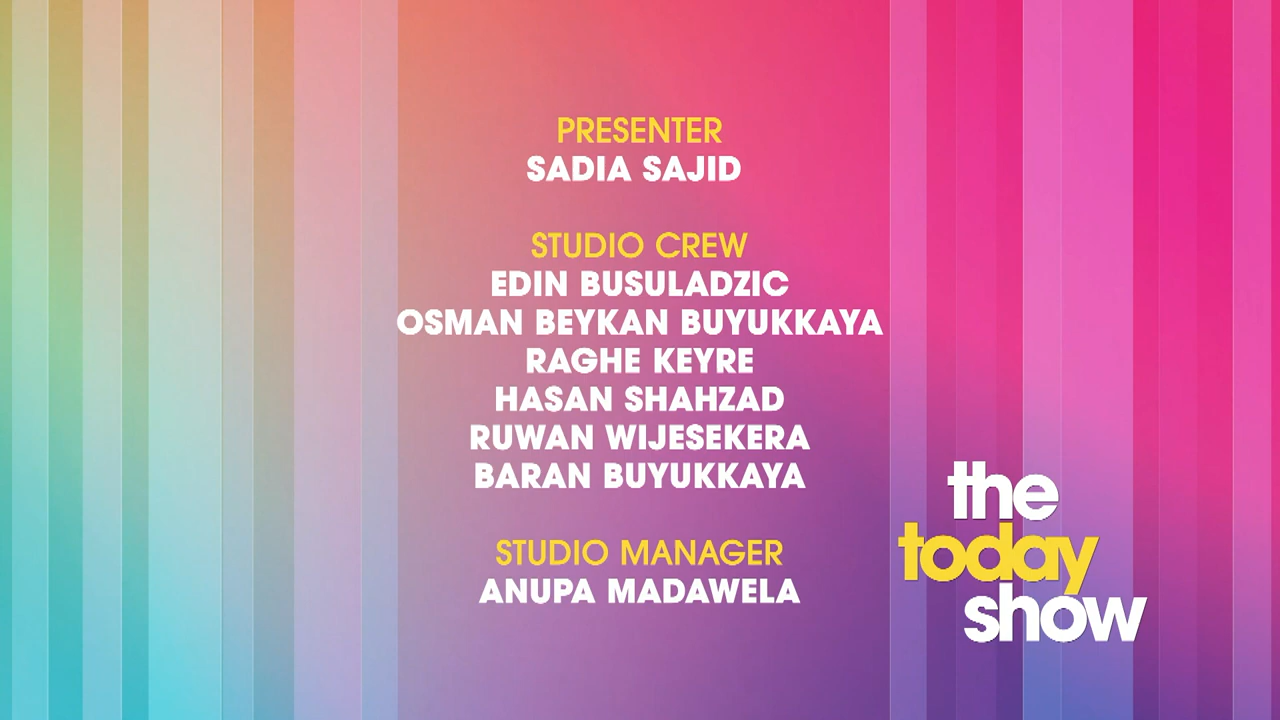 PRESENTER
SADIA SAJID
STUDIO CREW
EDIN BUSULADZIC
OSMAN BEYKAN BUYUKKAYA
RAGHE KEYRE
HASAN SHAHZAD
RUWAN WIJESEKERA
BARAN BUYUKKAYA
STUDIO MANAGER
ANUPA MADAWELA
the
today
show